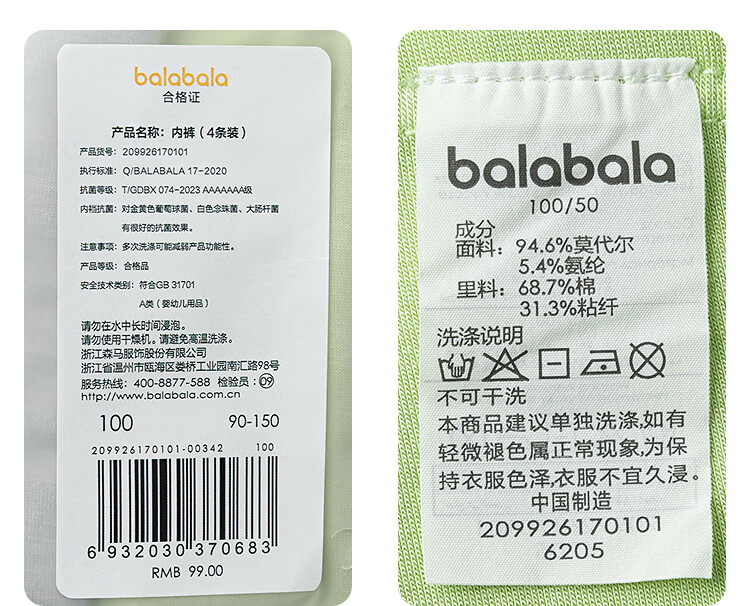 balabala
合格证
产品名称：内裤（4条装）
产品货号：209926170101
执行标准：Q/BALABALA 17-2020
抗菌等级：T/GDBX 074-2023 AAAAAAA级
内裆抗菌：对金黄色葡萄球菌、白色念珠菌、大肠杆菌
有很好的抗菌效果。
注意事项：多次洗涤可能减弱产品功能性。
产品等级：合格品
安全技术类别：符合GB 31701
A类（婴幼儿用品）
请勿在水中长时间浸泡。
请勿使用干燥机。请避免高温洗涤。
浙江森马服饰股份有限公司
浙江省温州市瓯海区娄桥工业园南汇路98号
服务热线：400-8877-588 检验员：09
http://www.balabala.com.cn
100 90-150
209926170101-00342 100
6 932030 370683
RMB 99.00
balabala
100/50
成分
面料：94.6%莫代尔
5.4%氨纶
里料：68.7%棉
31.3%粘纤
洗涤说明
不可干洗
本商品建议单独洗涤,如有
轻微褪色属正常现象,为保
持衣服色泽,衣服不宜久浸。
中国制造
209926170101
6205